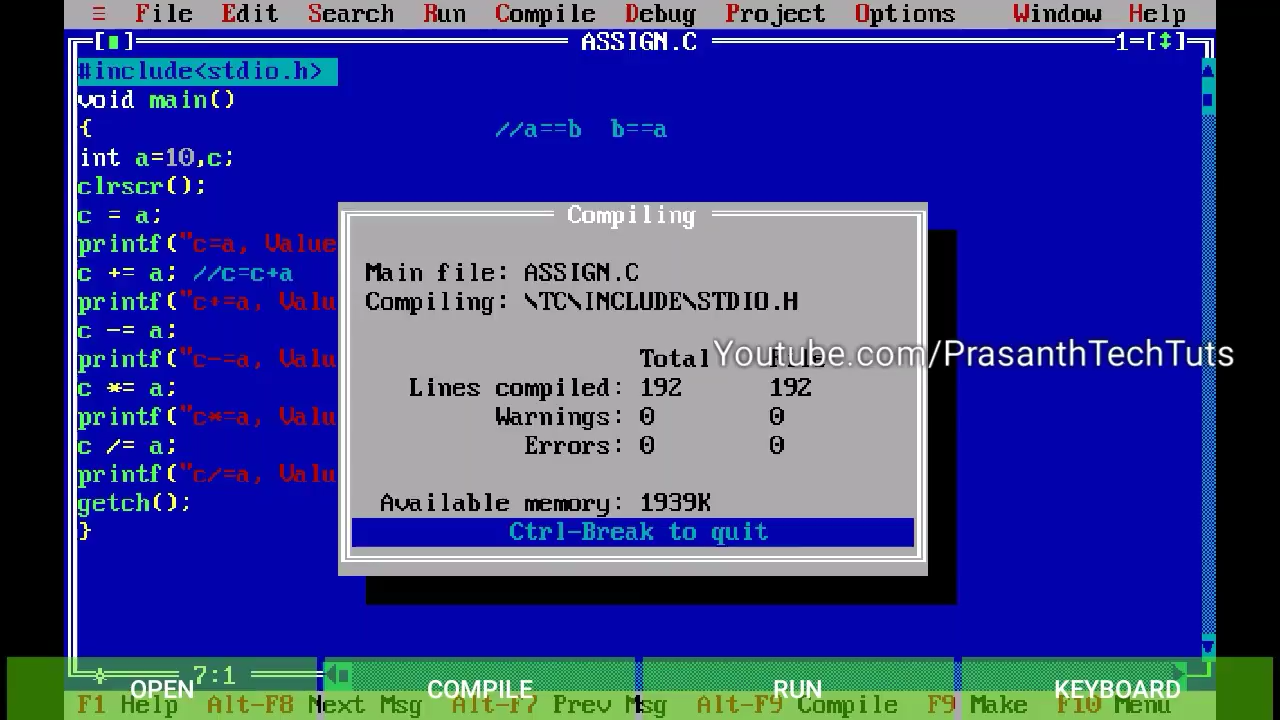 ≡ File Edit Search Run Compile Debug Project Options Window Help
[■] ASSIGN.C 1=[↕]
#include<stdio.h>
void main()
{ //a==b b==a
int a=10,c;
clrscr();
c = a;
printf("c=a, Value
c += a; //c=c+a
printf("c+=a, Valu
c -= a;
printf("c-=a, Valu
c *= a;
printf("c*=a, Valu
c /= a;
printf("c/=a, Valu
getch();
}
Compiling
Main file: ASSIGN.C
Compiling: \TC\INCLUDE\STDIO.H
Total File
Youtube.com/PrasanthTechTuts
Lines compiled: 192 192
Warnings: 0 0
Errors: 0 0
Available memory: 1939K
Ctrl-Break to quit
7:1
OPEN COMPILE RUN KEYBOARD
F1 Help Alt-F8 Next Msg Alt-F7 Prev Msg Alt-F9 Compile F9 Make F10 Menu